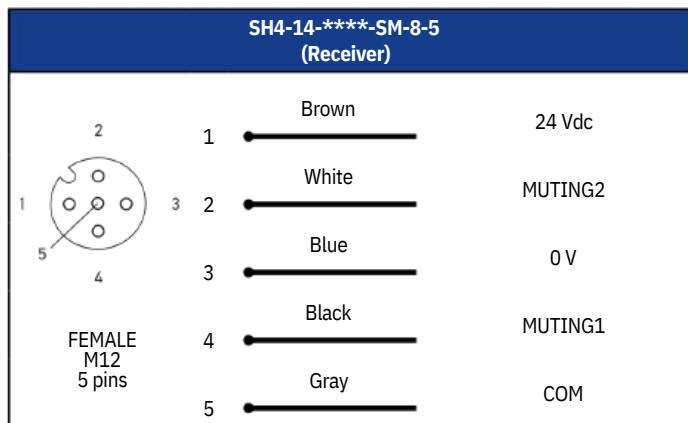 SH4-14-****-SM-8-5
(Receiver)
2
1 3
5
4
FEMALE
M12
5 pins
1 Brown 24 Vdc
2 White MUTING2
3 Blue 0 V
4 Black MUTING1
5 Gray COM